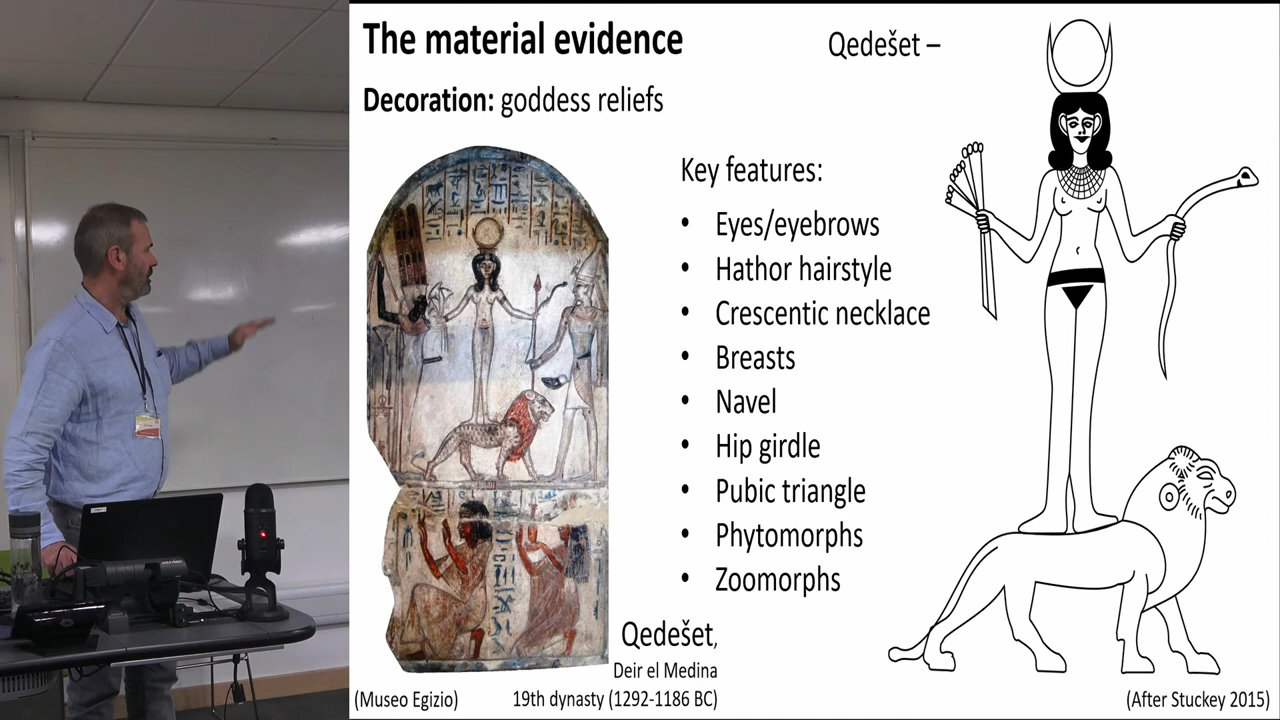 The material evidence
Qedešet –
Decoration: goddess reliefs
Key features:
• Eyes/eyebrows
• Hathor hairstyle
• Crescentic necklace
• Breasts
• Navel
• Hip girdle
• Pubic triangle
• Phytomorphs
• Zoomorphs
Qedešet,
Deir el Medina
(Museo Egizio)
19th dynasty (1292-1186 BC)
(After Stuckey 2015)